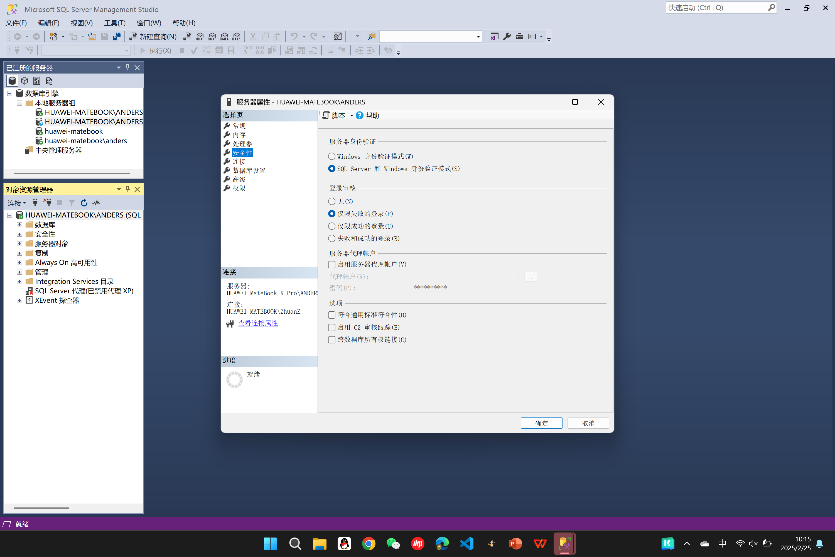 Microsoft SQL Server Management Studio
快速启动 (Ctrl+Q)
文件(F) 编辑(E) 视图(V) 工具(T) 窗口(W) 帮助(H)
新建查询(N)
执行(X)
已注册的服务器
数据库引擎
本地服务器组
HUAWEI-MATEBOOK\ANDERS
HUAWEI-MATEBOOK\ANDERS
huawei-matebook
huawei-matebook\anders
中央管理服务器
对象资源管理器
连接
HUAWEI-MATEBOOK\ANDERS (SQL
数据库
安全性
服务器对象
复制
Always On 高可用性
管理
Integration Services 目录
SQL Server 代理(已禁用代理 XP)
XEvent 探查器
服务器属性 - HUAWEI-MATEBOOK\ANDERS
选择页
常规
内存
处理器
安全性
连接
数据库设置
高级
权限
脚本
帮助
服务器身份验证
Windows 身份验证模式(W)
SQL Server 和 Windows 身份验证模式(S)
登录审核
无(N)
仅限失败的登录(F)
仅限成功的登录(U)
失败和成功的登录(B)
服务器代理帐户
启用服务器代理帐户(Y)
密码(P):
**********
选项
符合通用标准符合性(R)
启用 C2 审核跟踪(E)
跨数据库所有权链接(C)
连接
服务器:
HUAWEI MateBook X Pro\ANDER
连接:
HUAWEI-MATEBOOK\ZhuanZ
查看连接属性
进度
就绪
确定
取消
就绪
中
10:15
2025/2/25